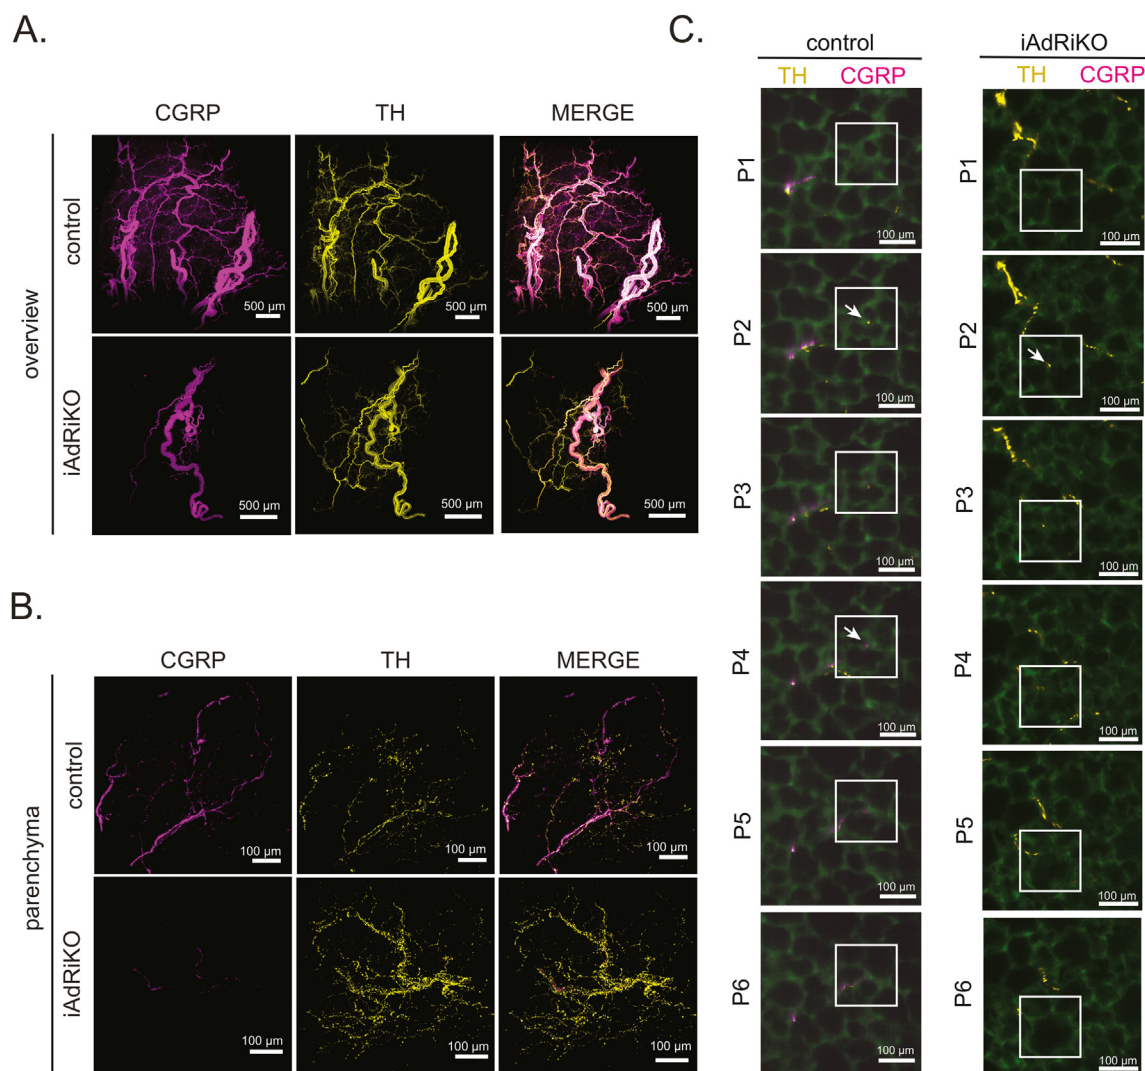 A.
CGRP TH MERGE
overview
control
500 µm 500 µm 500 µm
iAdRiKO
500 µm 500 µm 500 µm
B.
CGRP TH MERGE
parenchyma
control
100 µm 100 µm 100 µm
iAdRiKO
100 µm 100 µm 100 µm
C.
control iAdRiKO
TH CGRP TH CGRP
P1 100 µm P1 100 µm
P2 100 µm P2 100 µm
P3 100 µm P3 100 µm
P4 100 µm P4 100 µm
P5 100 µm P5 100 µm
P6 100 µm P6 100 µm